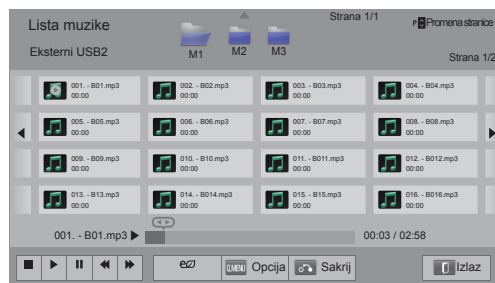 Lista muzike
Strana 1/1
P Promena stranice
Eksterni USB2
M1 M2 M3
Strana 1/2
001. - B01.mp3
00:00
002. - B02.mp3
00:00
003. - B03.mp3
00:00
004. - B04.mp3
00:00
005. - B05.mp3
00:00
006. - B06.mp3
00:00
007. - B07.mp3
00:00
008. - B08.mp3
00:00
009. - B09.mp3
00:00
010. - B10.mp3
00:00
011. - B011.mp3
00:00
012. - B012.mp3
00:00
013. - B13.mp3
00:00
014. - B014.mp3
00:00
015. - B15.mp3
00:00
016. - B016.mp3
00:00
001. - B01.mp3
00:03 / 02:58
e Q.MENU Opcija Sakrij Izlaz